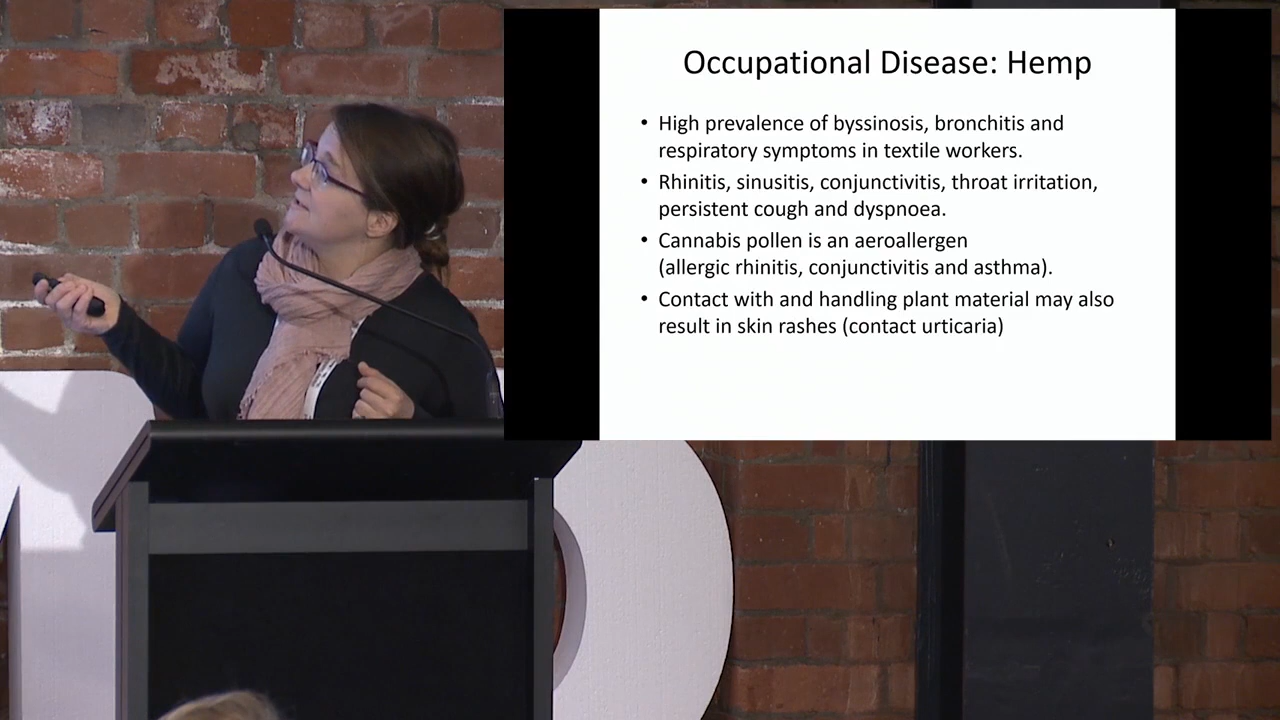 Occupational Disease: Hemp
• High prevalence of byssinosis, bronchitis and
respiratory symptoms in textile workers.
• Rhinitis, sinusitis, conjunctivitis, throat irritation,
persistent cough and dyspnoea.
• Cannabis pollen is an aeroallergen
(allergic rhinitis, conjunctivitis and asthma).
• Contact with and handling plant material may also
result in skin rashes (contact urticaria)